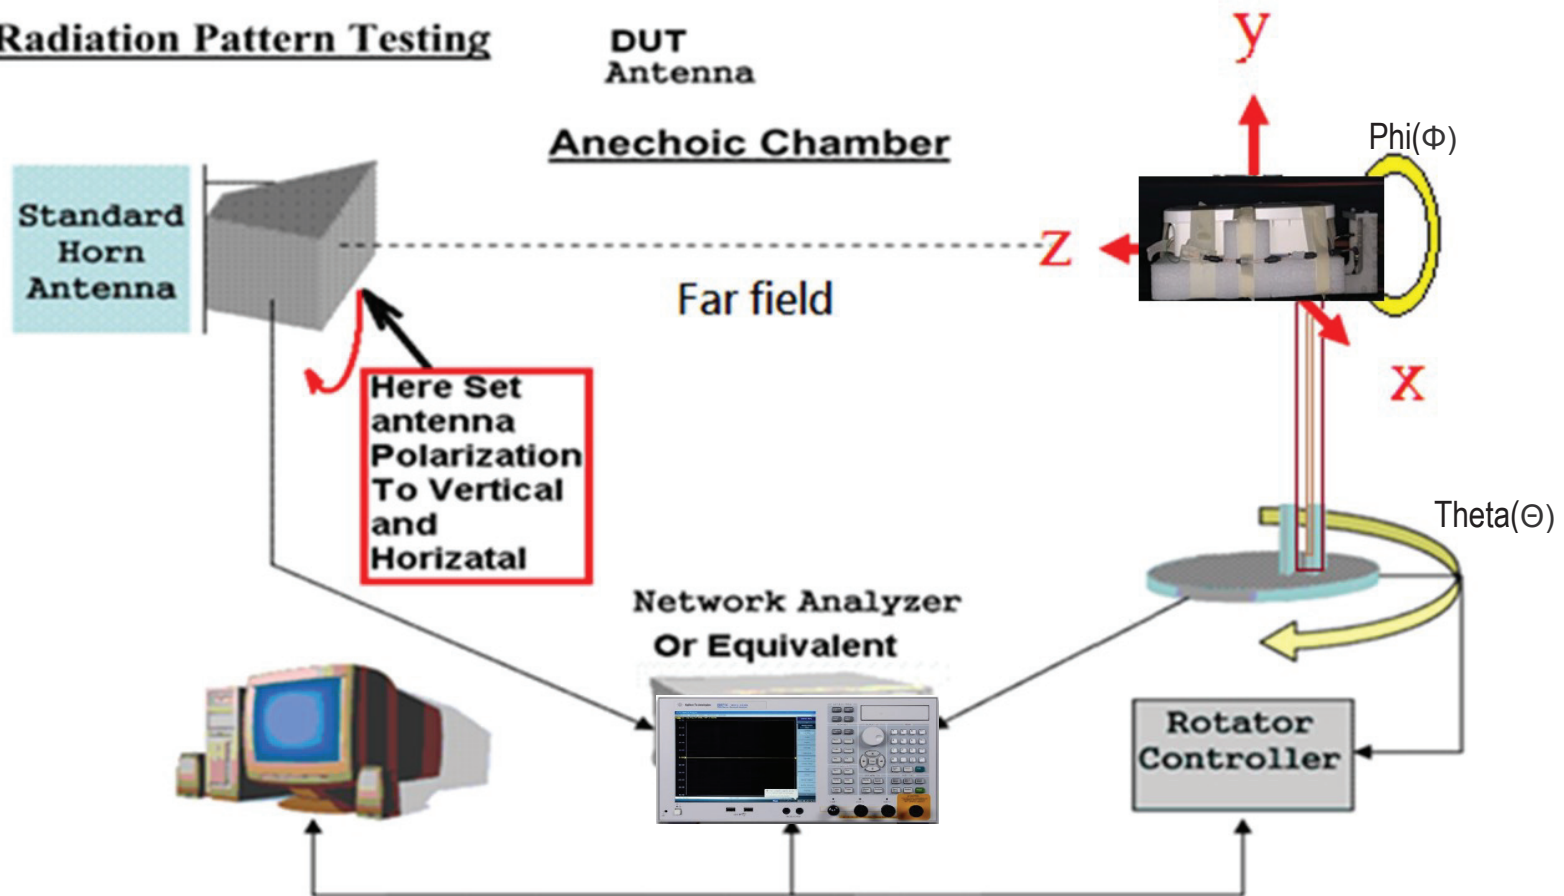 Radiation Pattern Testing
DUT
Antenna
Anechoic Chamber
y
Phi(Φ)
Standard
Horn
Antenna
Z
Far field
x
Here Set
antenna
Polarization
To Vertical
and
Horizatal
Theta(Θ)
Network Analyzer
Or Equivalent
Rotator
Controller